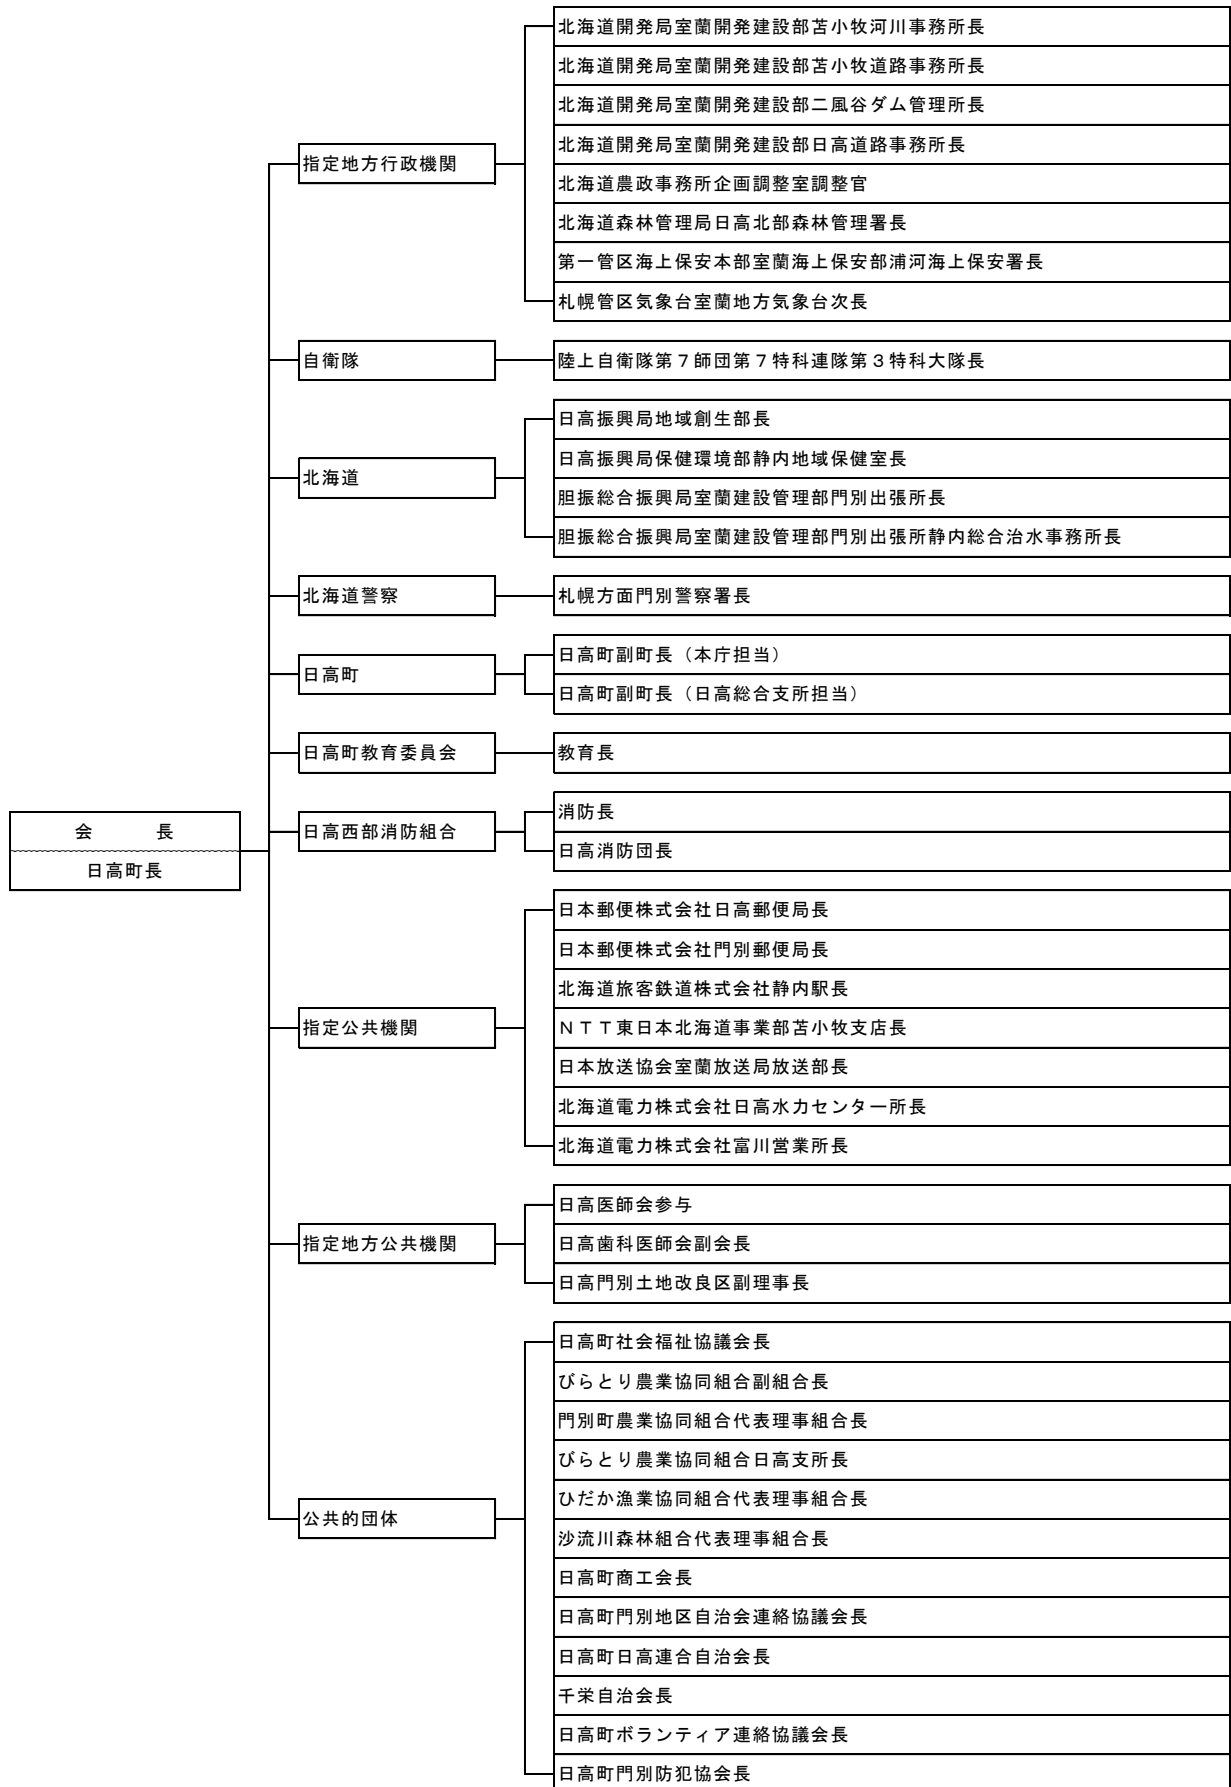 会　長
日高町長
指定地方行政機関
北海道開発局室蘭開発建設部苫小牧河川事務所長
北海道開発局室蘭開発建設部苫小牧道路事務所長
北海道開発局室蘭開発建設部二風谷ダム管理所長
北海道開発局室蘭開発建設部日高道路事務所長
北海道農政事務所企画調整室調整官
北海道森林管理局日高北部森林管理署長
第一管区海上保安本部室蘭海上保安部浦河海上保安署長
札幌管区気象台室蘭地方気象台次長
自衛隊
陸上自衛隊第７師団第７特科連隊第３特科大隊長
北海道
日高振興局地域創生部長
日高振興局保健環境部静内地域保健室長
胆振総合振興局室蘭建設管理部門別出張所長
胆振総合振興局室蘭建設管理部門別出張所静内総合治水事務所長
北海道警察
札幌方面門別警察署長
日高町
日高町副町長（本庁担当）
日高町副町長（日高総合支所担当）
日高町教育委員会
教育長
日高西部消防組合
消防長
日高消防団長
指定公共機関
日本郵便株式会社日高郵便局長
日本郵便株式会社門別郵便局長
北海道旅客鉄道株式会社静内駅長
ＮＴＴ東日本北海道事業部苫小牧支店長
日本放送協会室蘭放送局放送部長
北海道電力株式会社日高水力センター所長
北海道電力株式会社富川営業所長
指定地方公共機関
日高医師会参与
日高歯科医師会副会長
日高門別土地改良区副理事長
公共的団体
日高町社会福祉協議会長
びらとり農業協同組合副組合長
門別町農業協同組合代表理事組合長
びらとり農業協同組合日高支所長
ひだか漁業協同組合代表理事組合長
沙流川森林組合代表理事組合長
日高町商工会長
日高町門別地区自治会連絡協議会長
日高町日高連合自治会長
千栄自治会長
日高町ボランティア連絡協議会長
日高町門別防犯協会長